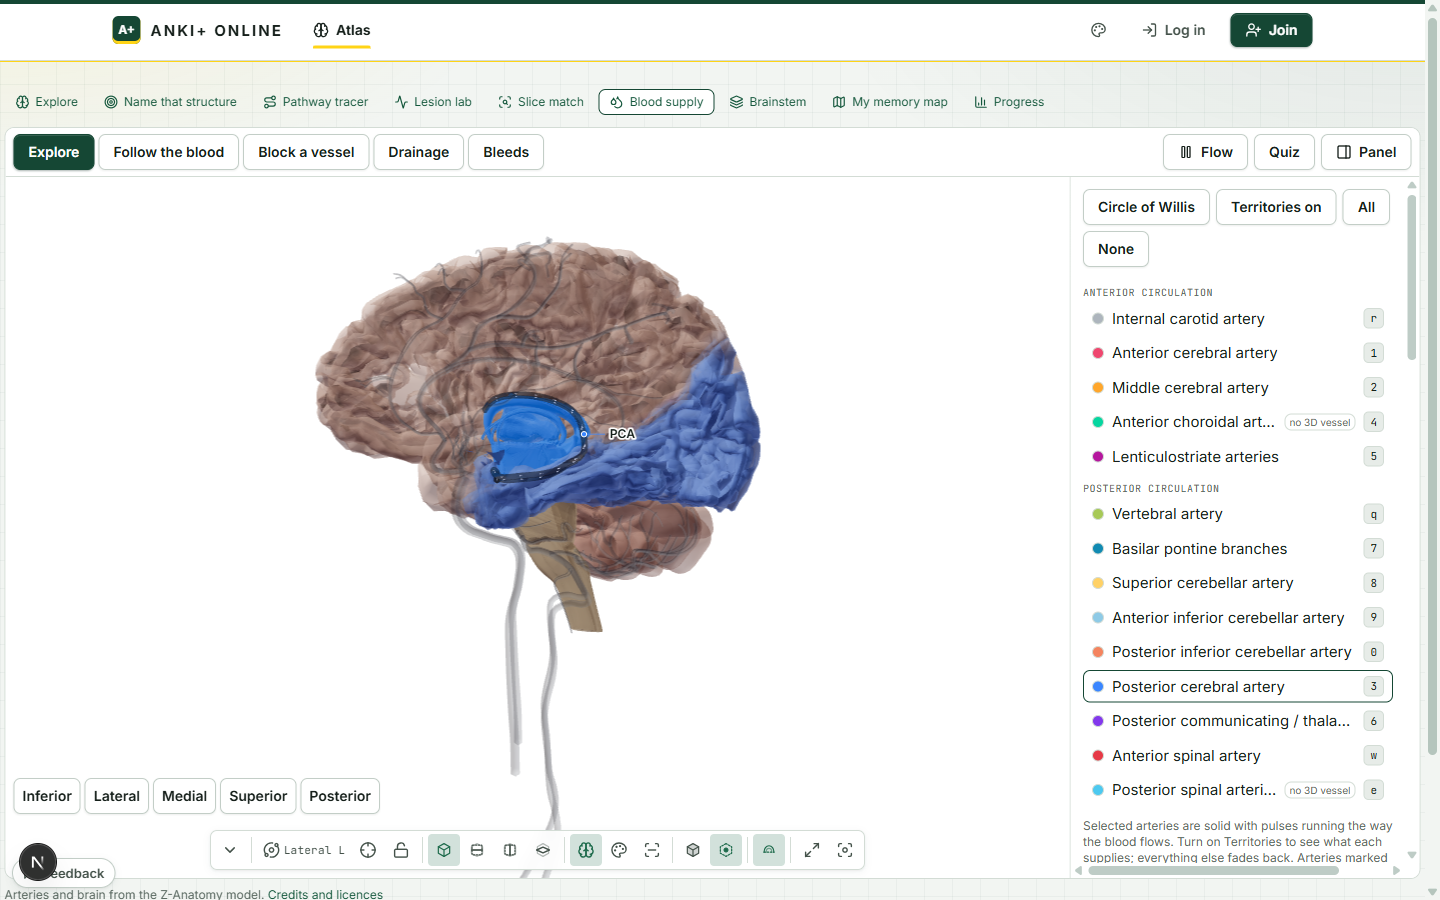 A+ ANKI+ ONLINE Atlas Log in Join
Explore Name that structure Pathway tracer Lesion lab Slice match Blood supply Brainstem My memory map Progress
Explore Follow the blood Block a vessel Drainage Bleeds Flow Quiz Panel
Circle of Willis Territories on All
None
ANTERIOR CIRCULATION
Internal carotid artery r
Anterior cerebral artery 1
Middle cerebral artery 2
Anterior choroidal art... no 3D vessel 4
Lenticulostriate arteries 5
POSTERIOR CIRCULATION
Vertebral artery q
Basilar pontine branches 7
Superior cerebellar artery 8
Anterior inferior cerebellar artery 9
Posterior inferior cerebellar artery 0
Posterior cerebral artery 3
Posterior communicating / thala... 6
Anterior spinal artery w
Posterior spinal arteri... no 3D vessel e
Selected arteries are solid with pulses running the way
the blood flows. Turn on Territories to see what each
supplies; everything else fades back. Arteries marked
PCA
Inferior Lateral Medial Superior Posterior
Lateral L
N eedback
Arteries and brain from the Z-Anatomy model. Credits and licences